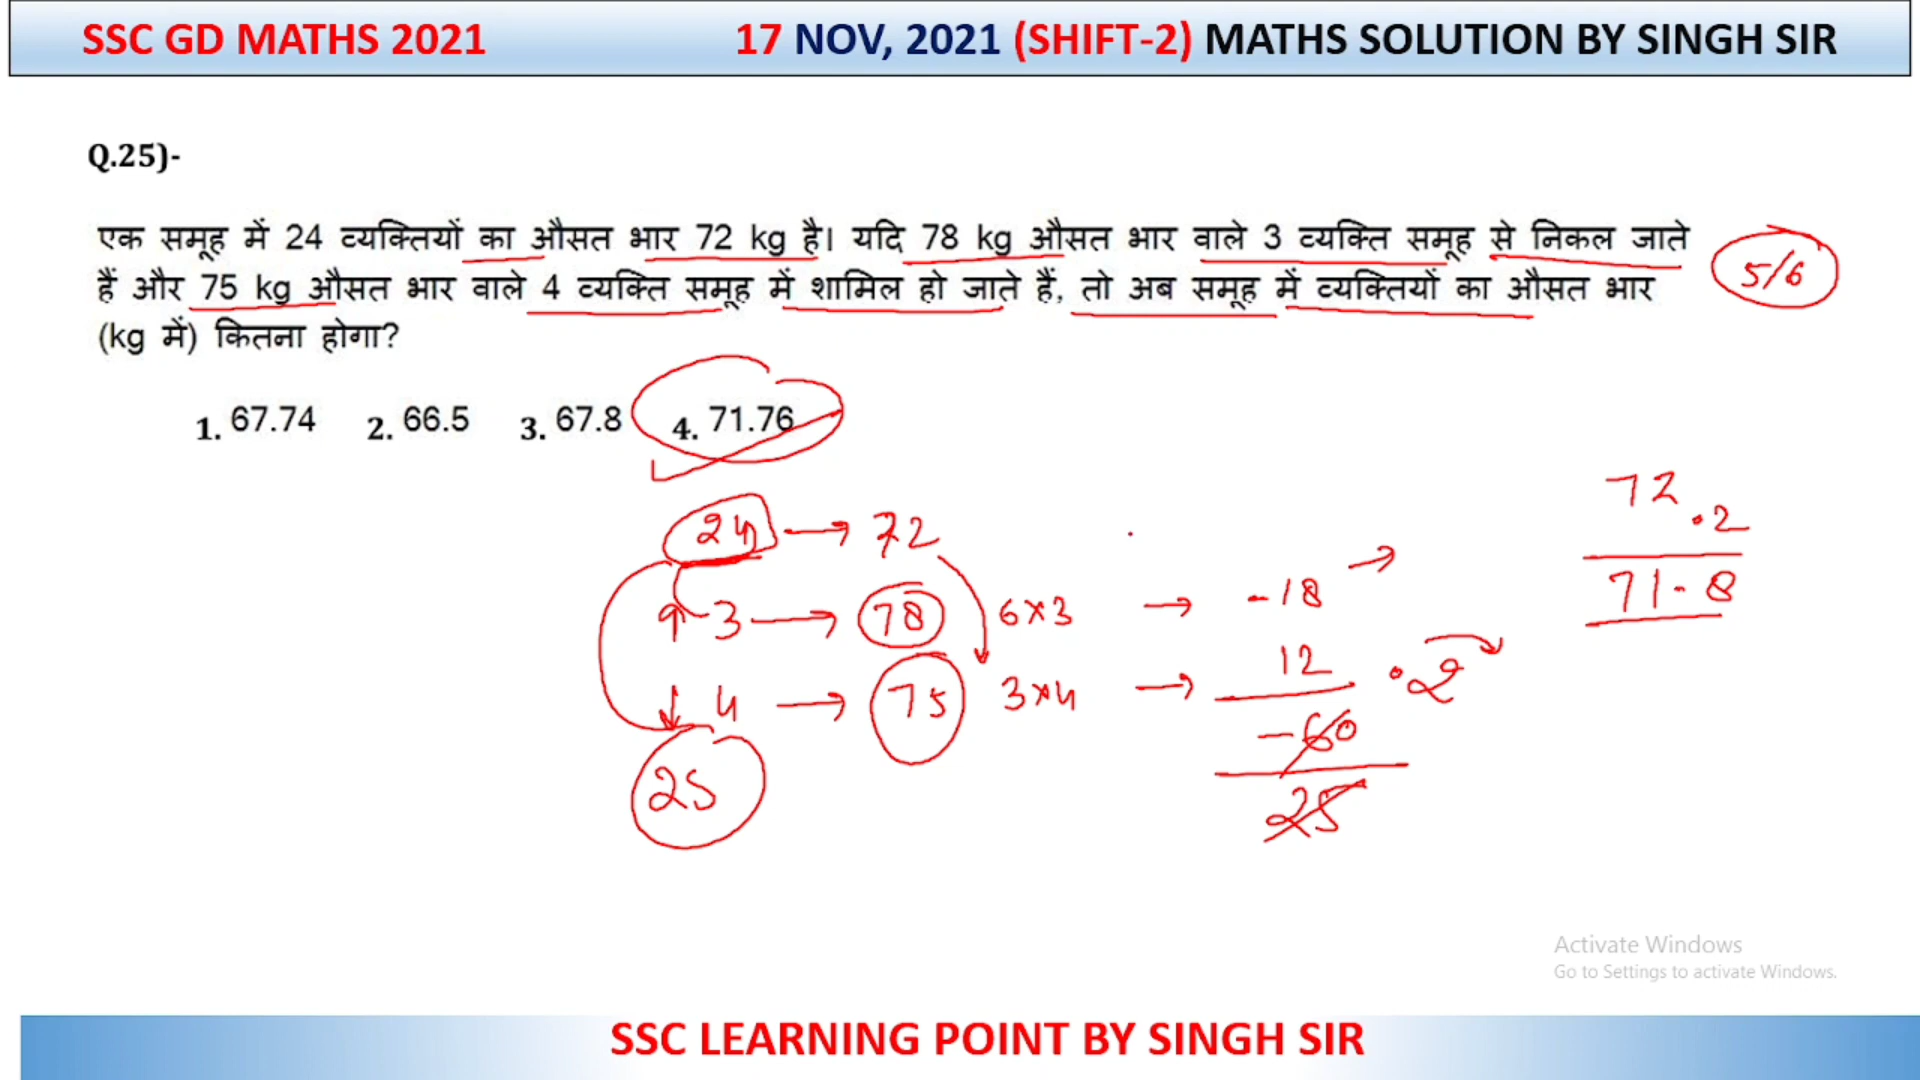 SSC GD MATHS 2021 17 NOV, 2021 (SHIFT-2) MATHS SOLUTION BY SINGH SIR
Q.25)-
एक समूह में 24 व्यक्तियों का औसत भार 72 kg है। यदि 78 kg औसत भार वाले 3 व्यक्ति समूह से निकल जाते
हैं और 75 kg औसत भार वाले 4 व्यक्ति समूह में शामिल हो जाते हैं, तो अब समूह में व्यक्तियों का औसत भार
(kg में) कितना होगा?
5/6
1. 67.74 2. 66.5 3. 67.8 4. 71.76
24 → 72
3 → 78 6×3 → -18 →
4 → 75 3×4 → 12
-60
25
25
.2
72
.2
71.8
Activate Windows
Go to Settings to activate Windows.
SSC LEARNING POINT BY SINGH SIR